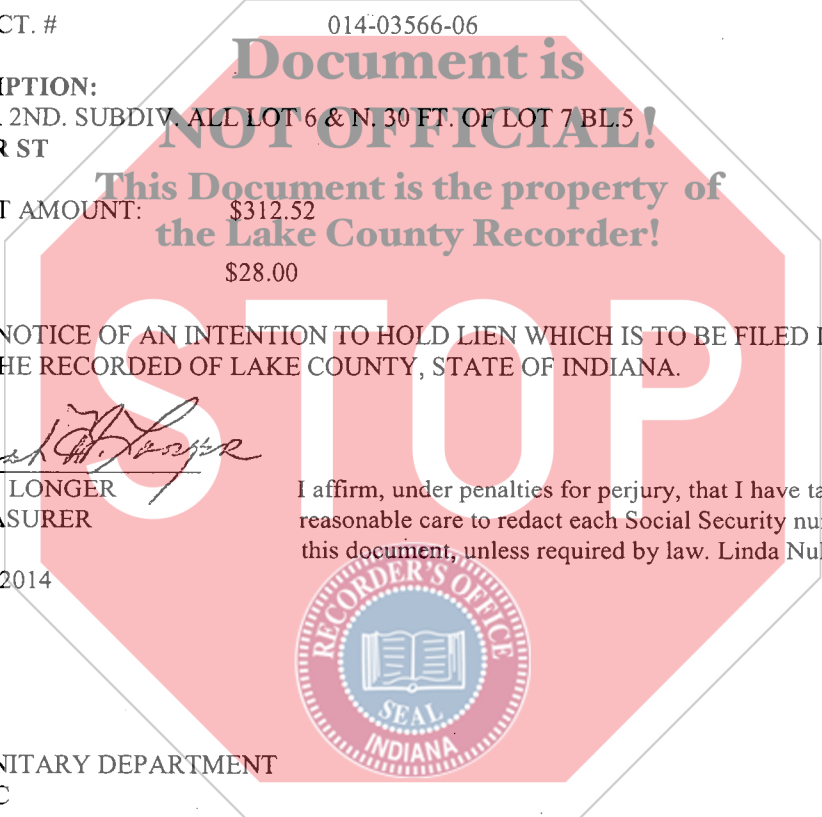 CT. # 014-03566-06
Document is
IPTION:
2ND. SUBDIV. ALL LOT 6 & N. 30 FT. OF LOT 7 BL.5
NOT OFFICIAL!
R ST
This Document is the property of
T AMOUNT: $312.52
the Lake County Recorder!
$28.00
STOP
NOTICE OF AN INTENTION TO HOLD LIEN WHICH IS TO BE FILED I
HE RECORDED OF LAKE COUNTY, STATE OF INDIANA.
LONGER
ASURER
I affirm, under penalties for perjury, that I have ta
reasonable care to redact each Social Security nu
this document, unless required by law. Linda Nu
2014
RECORDER'S OFFICE
SEAL
INDIANA
NITARY DEPARTMENT
C